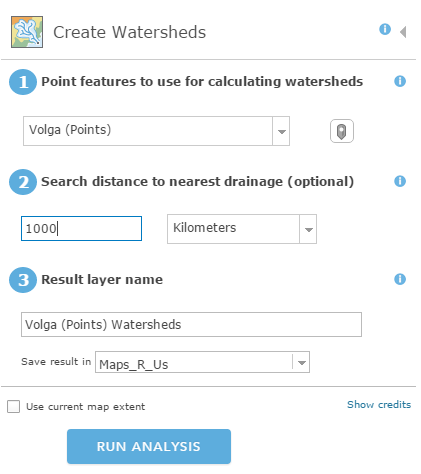 Create Watersheds
1 Point features to use for calculating watersheds
Volga (Points)
2 Search distance to nearest drainage (optional)
1000 Kilometers
3 Result layer name
Volga (Points) Watersheds
Save result in Maps_R_Us
Use current map extent Show credits
RUN ANALYSIS